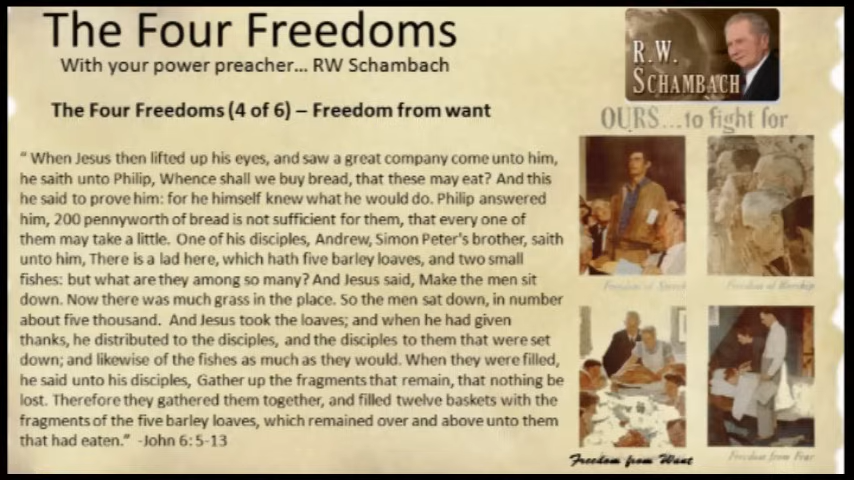 The Four Freedoms
With your power preacher... RW Schambach
The Four Freedoms (4 of 6) – Freedom from want
“ When Jesus then lifted up his eyes, and saw a great company come unto him,
he saith unto Philip, Whence shall we buy bread, that these may eat? And this
he said to prove him: for he himself knew what he would do. Philip answered
him, 200 pennyworth of bread is not sufficient for them, that every one of
them may take a little. One of his disciples, Andrew, Simon Peter's brother, saith
unto him, There is a lad here, which hath five barley loaves, and two small
fishes: but what are they among so many? And Jesus said, Make the men sit
down. Now there was much grass in the place. So the men sat down, in number
about five thousand. And Jesus took the loaves; and when he had given
thanks, he distributed to the disciples, and the disciples to them that were set
down; and likewise of the fishes as much as they would. When they were filled,
he said unto his disciples, Gather up the fragments that remain, that nothing be
lost. Therefore they gathered them together, and filled twelve baskets with the
fragments of the five barley loaves, which remained over and above unto them
that had eaten.” -John 6: 5-13
R.W.
SCHAMBACH
OURS...to fight for
Freedom of Speech
Freedom of Worship
Freedom from Want
Freedom from Fear